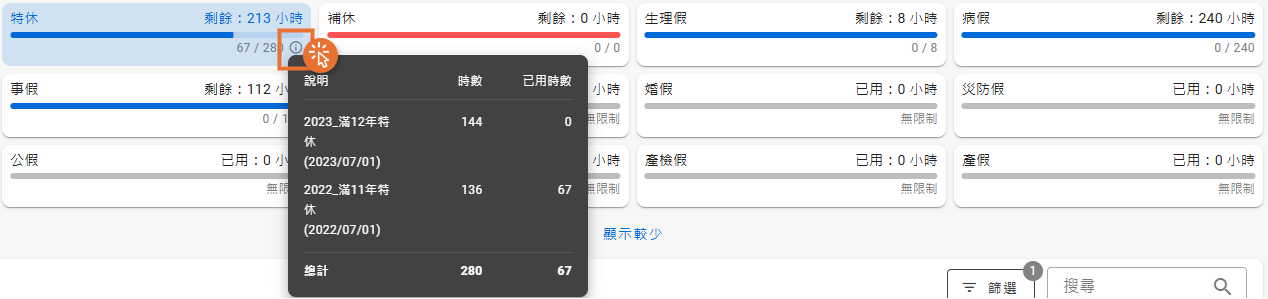 特休 剩餘：213 小時
67 / 280
補休 剩餘：0 小時
0 / 0
生理假 剩餘：8 小時
0 / 8
病假 剩餘：240 小時
0 / 240
事假 剩餘：112 小
0 / 1
小時
無限制
婚假 已用：0 小時
無限制
災防假 已用：0 小時
無限制
公假 已用：0 小
無限
小時
無限制
產檢假 已用：0 小時
無限制
產假 已用：0 小時
無限制
說明 時數 已用時數
2023_滿12年特 144 0
休
(2023/07/01)
2022_滿11年特 136 67
休
(2022/07/01)
總計 280 67
顯示較少
篩選 1
搜尋